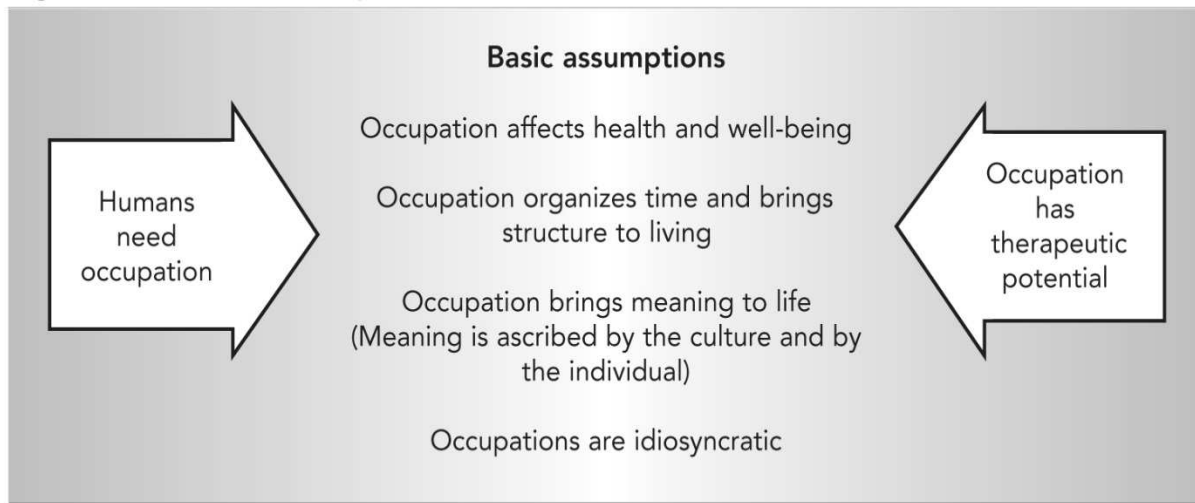 Basic assumptions
Occupation affects health and well-being
Humans
need
occupation
Occupation organizes time and brings
structure to living
Occupation brings meaning to life
(Meaning is ascribed by the culture and by
the individual)
Occupations are idiosyncratic
Occupation
has
therapeutic
potential